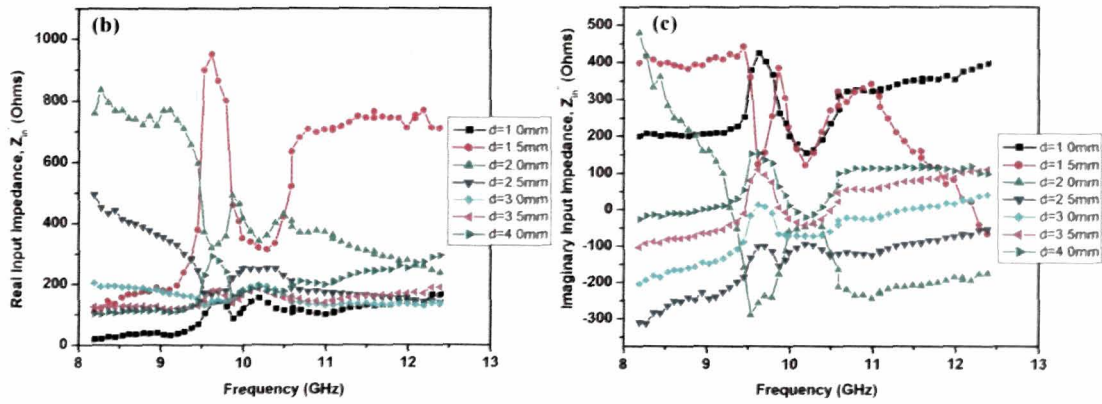 (b)
1000
800
600
400
200
0
Real Input Impedance, Z'in (Ohms)
8 9 10 11 12 13
Frequency (GHz)
d=1 0mm
d=1 5mm
d=2 0mm
d=2 5mm
d=3 0mm
d=3 5mm
d=4 0mm
(c)
500
400
300
200
100
0
-100
-200
-300
Imaginary Input Impedance, Z"in (Ohms)
8 9 10 11 12 13
Frequency (GHz)
d=1 0mm
d=1 5mm
d=2 0mm
d=2 5mm
d=3 0mm
d=3 5mm
d=4 0mm